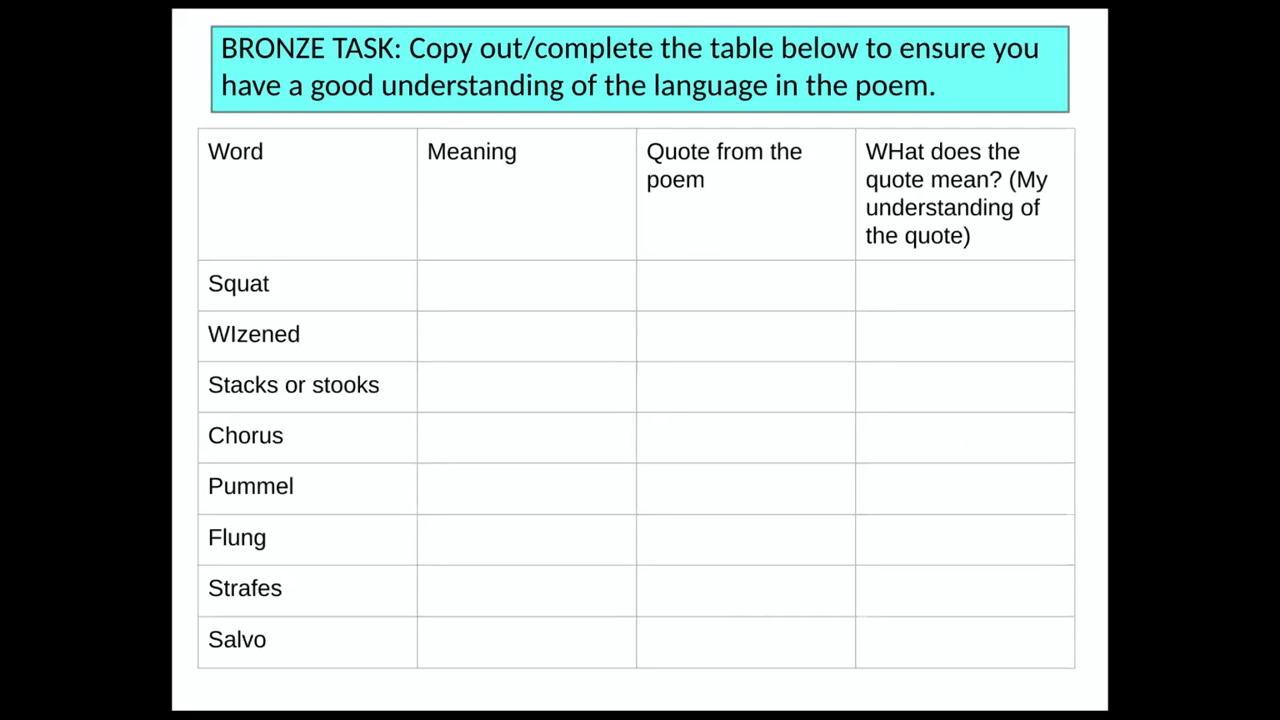 BRONZE TASK: Copy out/complete the table below to ensure you
have a good understanding of the language in the poem.
Word
Meaning
Quote from the
poem
WHat does the
quote mean? (My
understanding of
the quote)
Squat
WIzened
Stacks or stooks
Chorus
Pummel
Flung
Strafes
Salvo